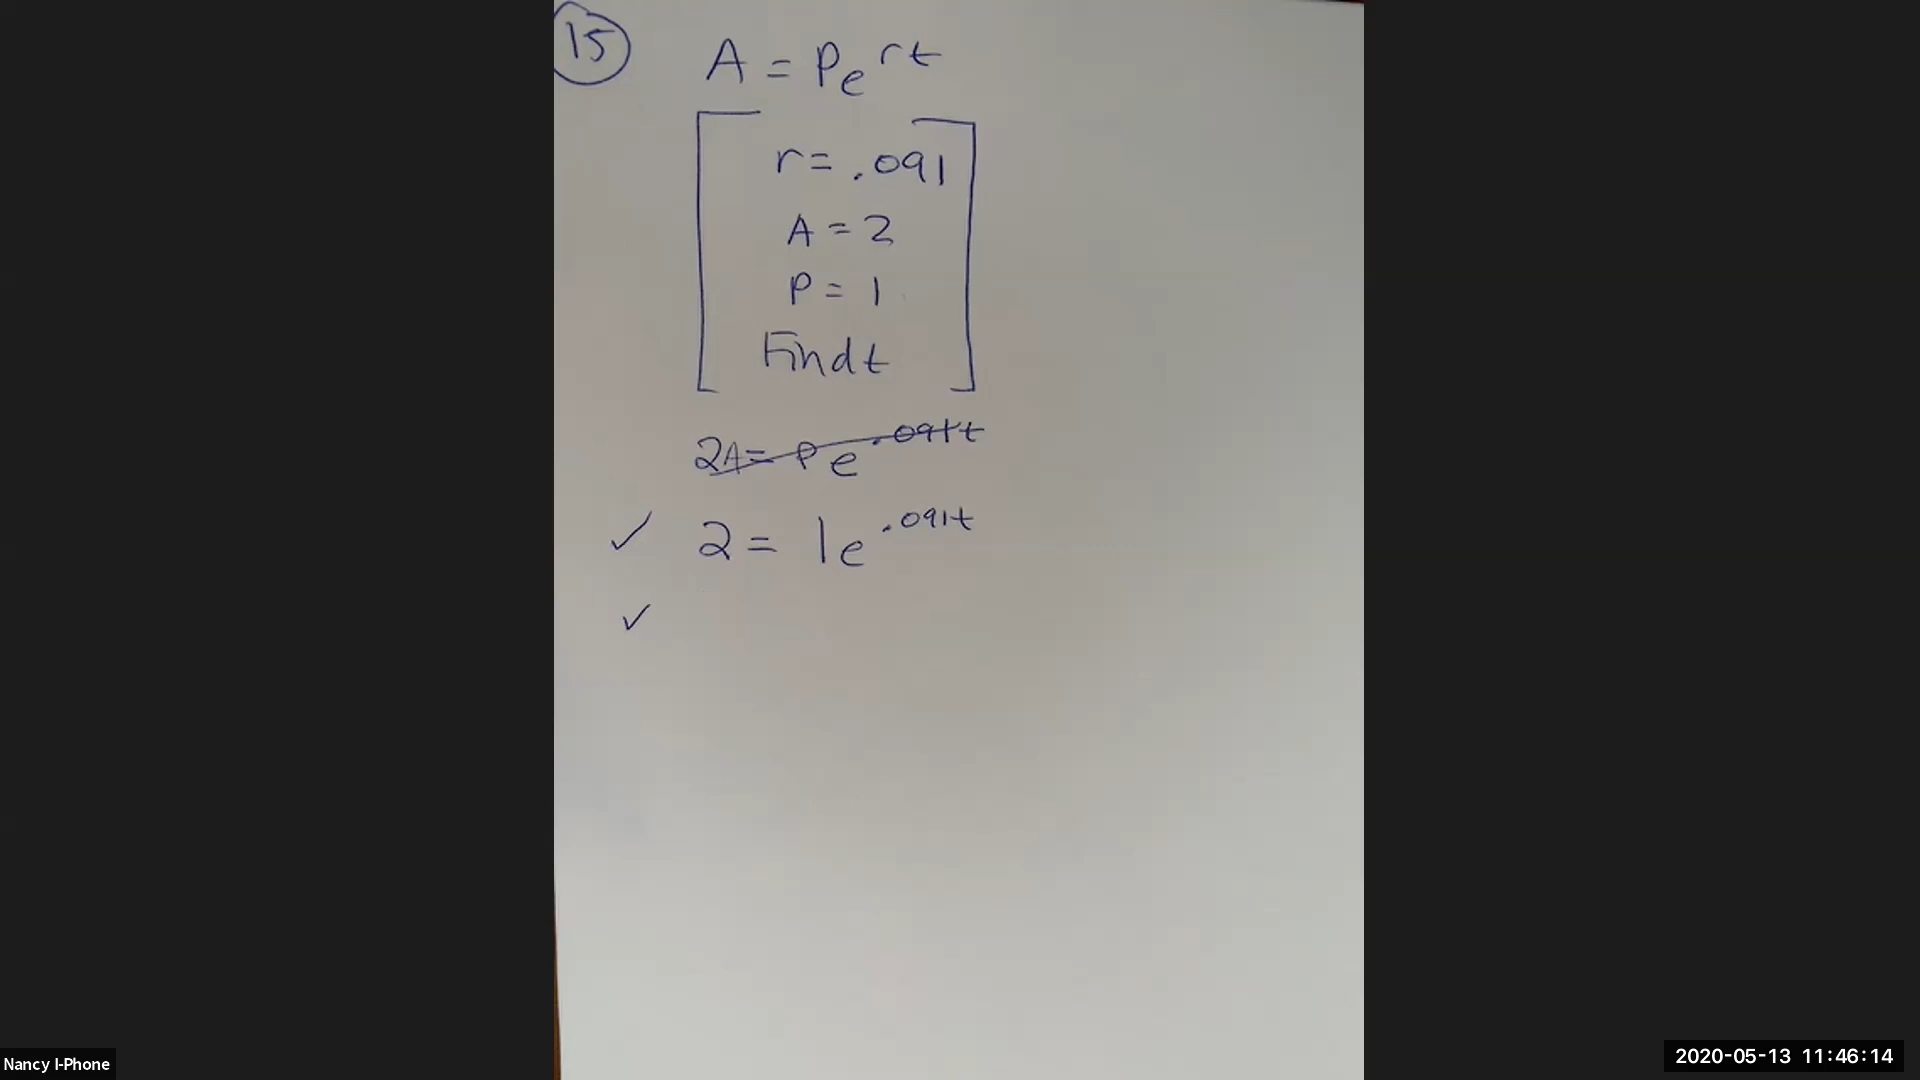 15
A = Pe^rt
r = .091
A = 2
P = 1
Find t
2A = Pe^.091t
✓ 2 = 1e^.091t
✓
Nancy I-Phone
2020-05-13 11:46:14